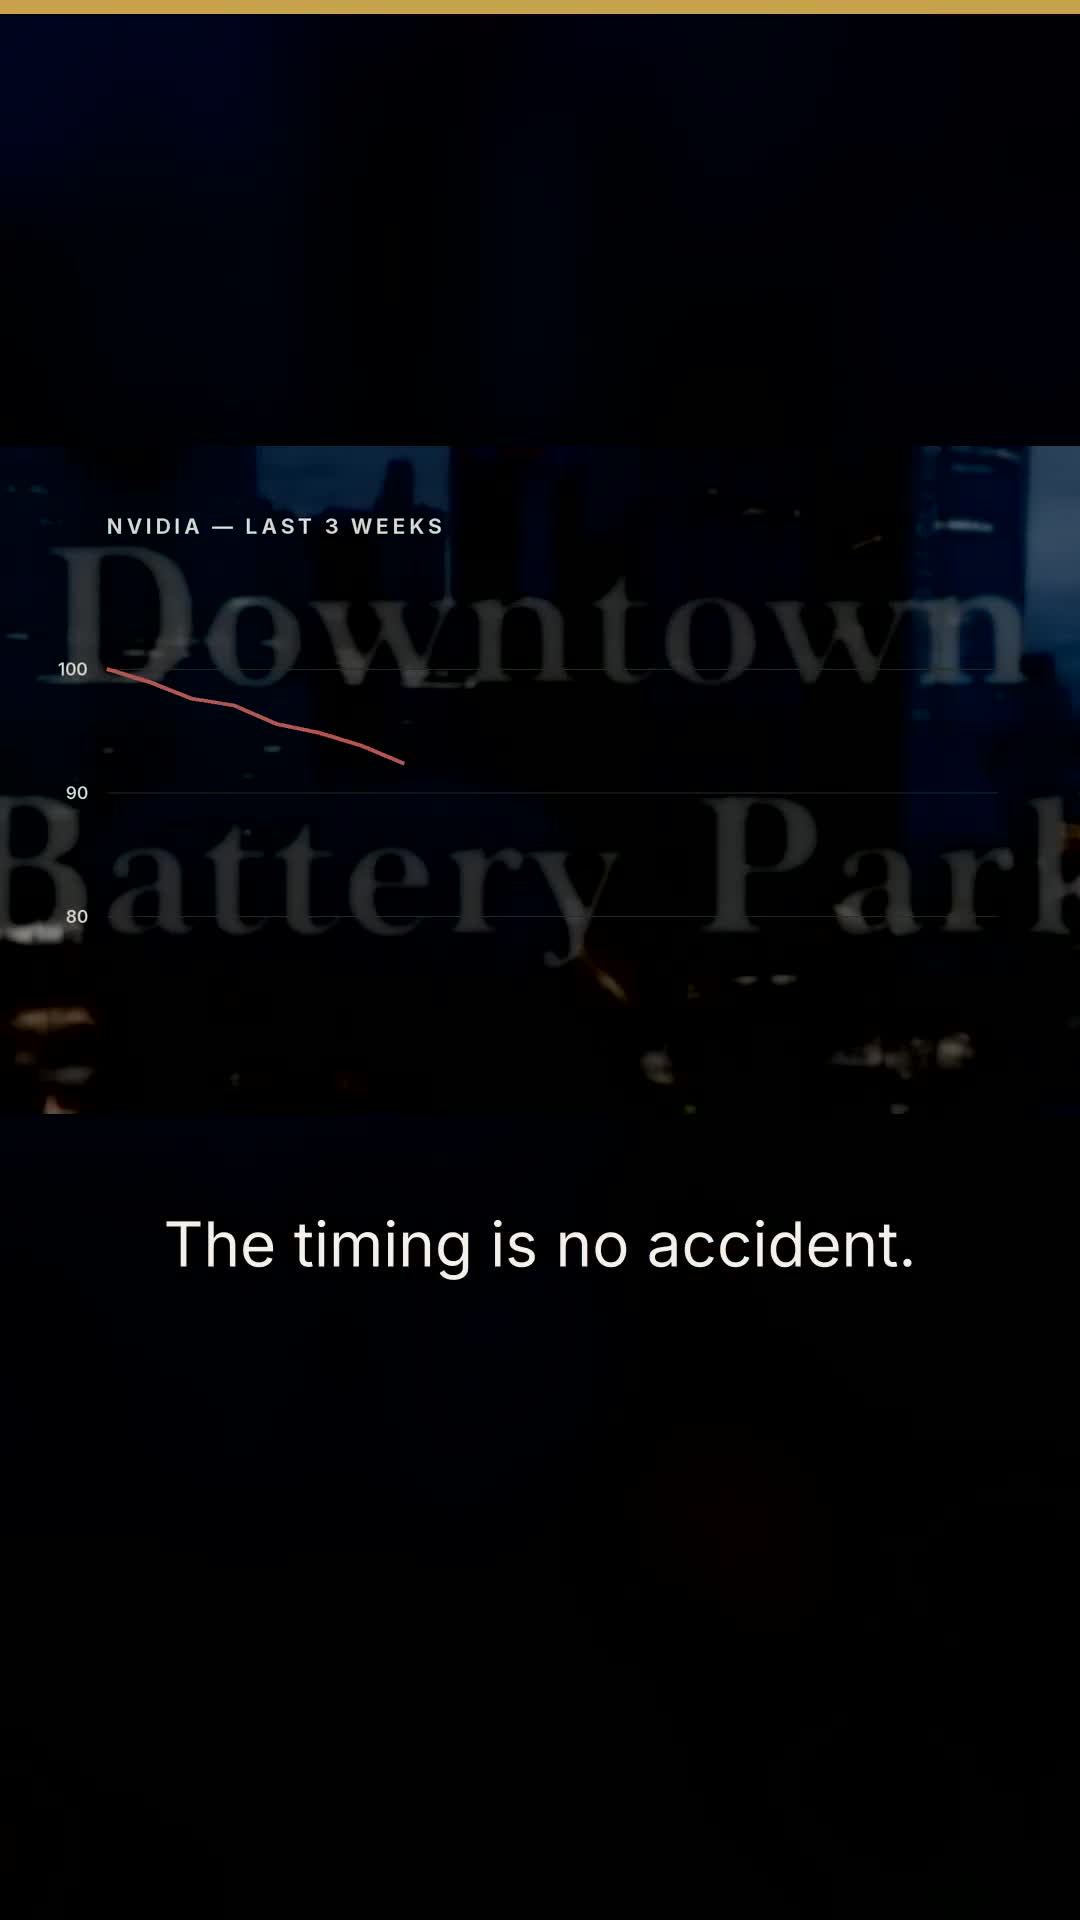 NVIDIA — LAST 3 WEEKS
Downtown
100
90
Battery Park
80
The timing is no accident.